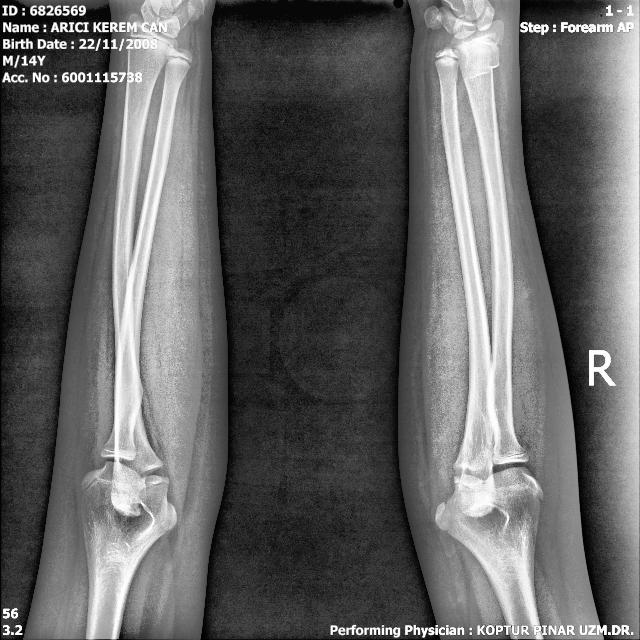 ID : 6826569
Name : ARICI KEREM CAN
Birth Date : 22/11/2008
M/14Y
Acc. No : 6001115738
1 - 1
Step : Forearm AP
R
56
3.2
Performing Physician : KOPTUR PINAR UZM.DR.